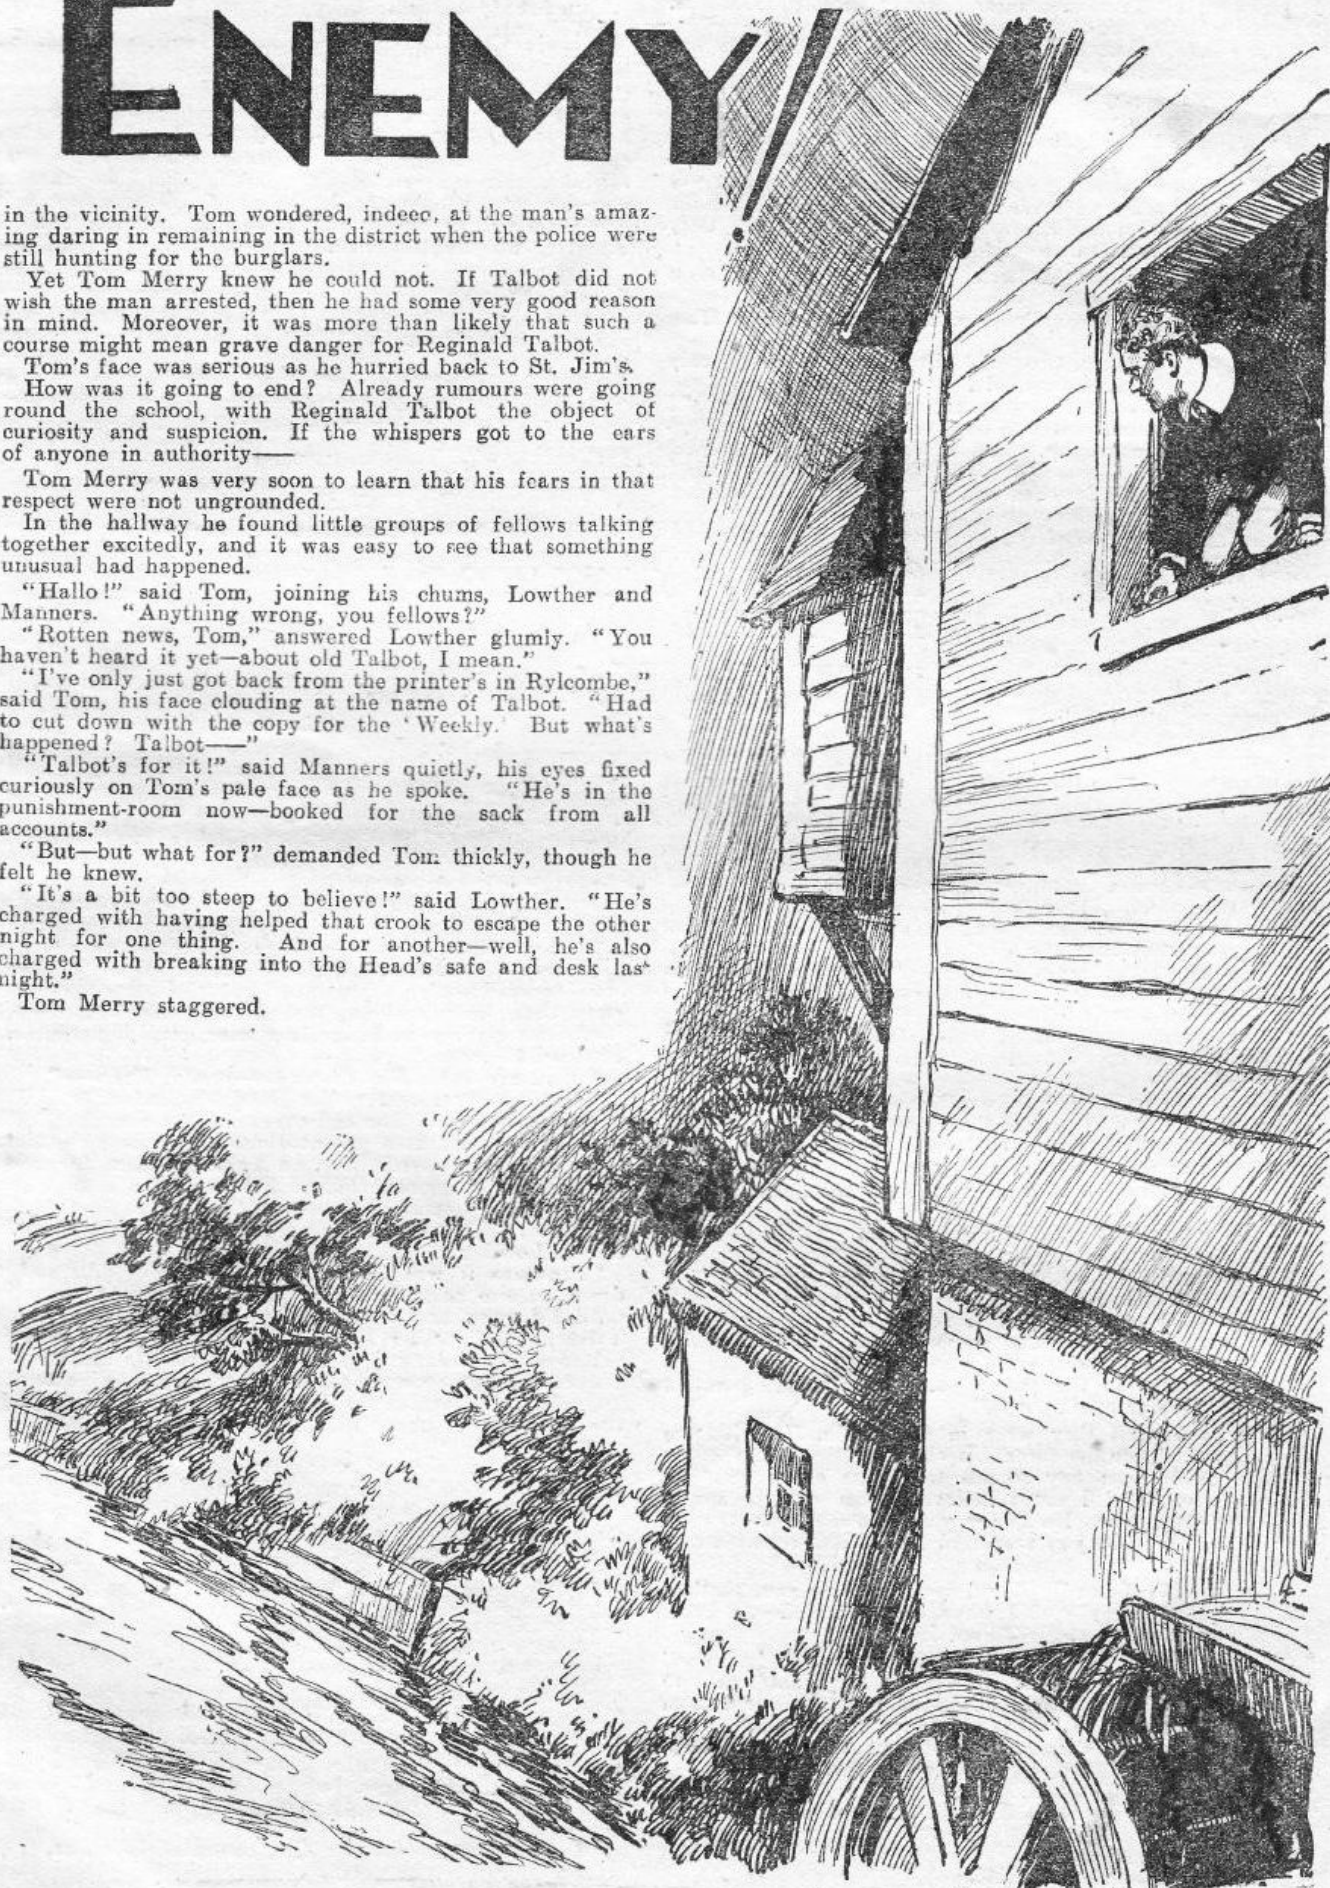 ENEMY
in the vicinity. Tom wondered, indeed, at the man's amaz-
ing daring in remaining in the district when the police were
still hunting for the burglars.
Yet Tom Merry knew he could not. If Talbot did not
wish the man arrested, then he had some very good reason
in mind. Moreover, it was more than likely that such a
course might mean grave danger for Reginald Talbot.
Tom's face was serious as he hurried back to St. Jim's.
How was it going to end? Already rumours were going
round the school, with Reginald Talbot the object of
curiosity and suspicion. If the whispers got to the ears
of anyone in authority——
Tom Merry was very soon to learn that his fears in that
respect were not ungrounded.
In the hallway he found little groups of fellows talking
together excitedly, and it was easy to see that something
unusual had happened.
"Hallo!" said Tom, joining his chums, Lowther and
Manners. "Anything wrong, you fellows?"
"Rotten news, Tom," answered Lowther glumly. "You
haven't heard it yet—about old Talbot, I mean."
"I've only just got back from the printer's in Rylcombe,"
said Tom, his face clouding at the name of Talbot. "Had
to cut down with the copy for the 'Weekly.' But what's
happened? Talbot——"
"Talbot's for it!" said Manners quietly, his eyes fixed
curiously on Tom's pale face as he spoke. "He's in the
punishment-room now—booked for the sack from all
accounts."
"But—but what for?" demanded Tom thickly, though he
felt he knew.
"It's a bit too steep to believe!" said Lowther. "He's
charged with having helped that crook to escape the other
night for one thing. And for another—well, he's also
charged with breaking into the Head's safe and desk las'
night."
Tom Merry staggered.